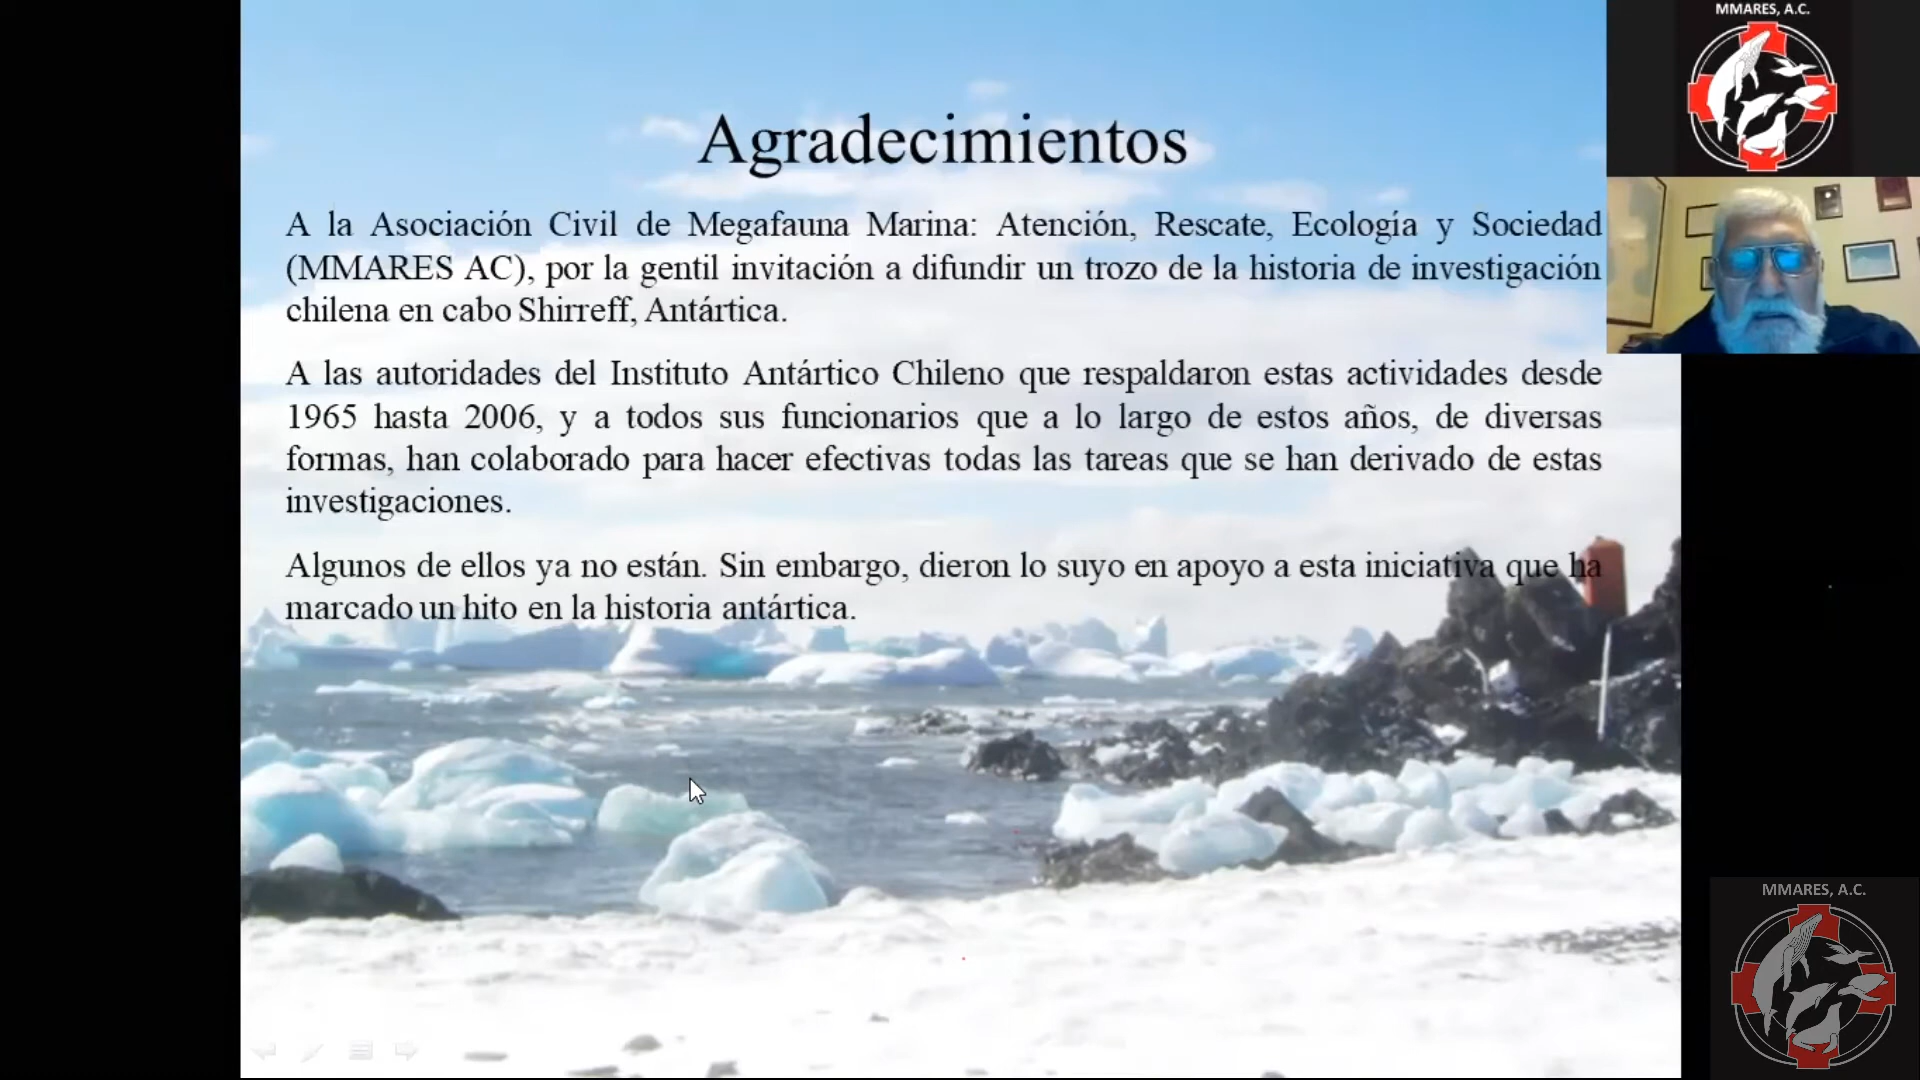 MMARES, A.C.
Agradecimientos
A la Asociación Civil de Megafauna Marina: Atención, Rescate, Ecología y Sociedad
(MMARES AC), por la gentil invitación a difundir un trozo de la historia de investigación
chilena en cabo Shirreff, Antártica.
A las autoridades del Instituto Antártico Chileno que respaldaron estas actividades desde
1965 hasta 2006, y a todos sus funcionarios que a lo largo de estos años, de diversas
formas, han colaborado para hacer efectivas todas las tareas que se han derivado de estas
investigaciones.
Algunos de ellos ya no están. Sin embargo, dieron lo suyo en apoyo a esta iniciativa que ha
marcado un hito en la historia antártica.
MMARES, A.C.